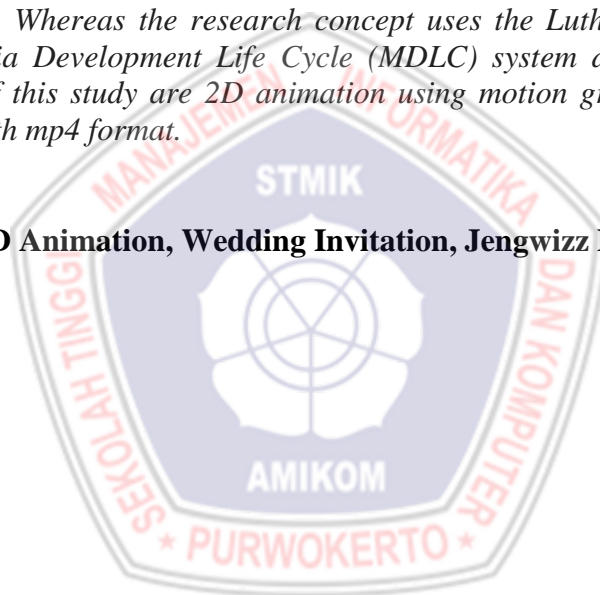 Whereas the research concept uses the Luth
ia Development Life Cycle (MDLC) system a
f this study are 2D animation using motion g
th mp4 format.
D Animation, Wedding Invitation, Jengwizz
MANAJEMEN INFORMATIKA
STMIK
SEKOLAH TINGGI
DAN KOMPUTER
AMIKOM
* PURWOKERTO *